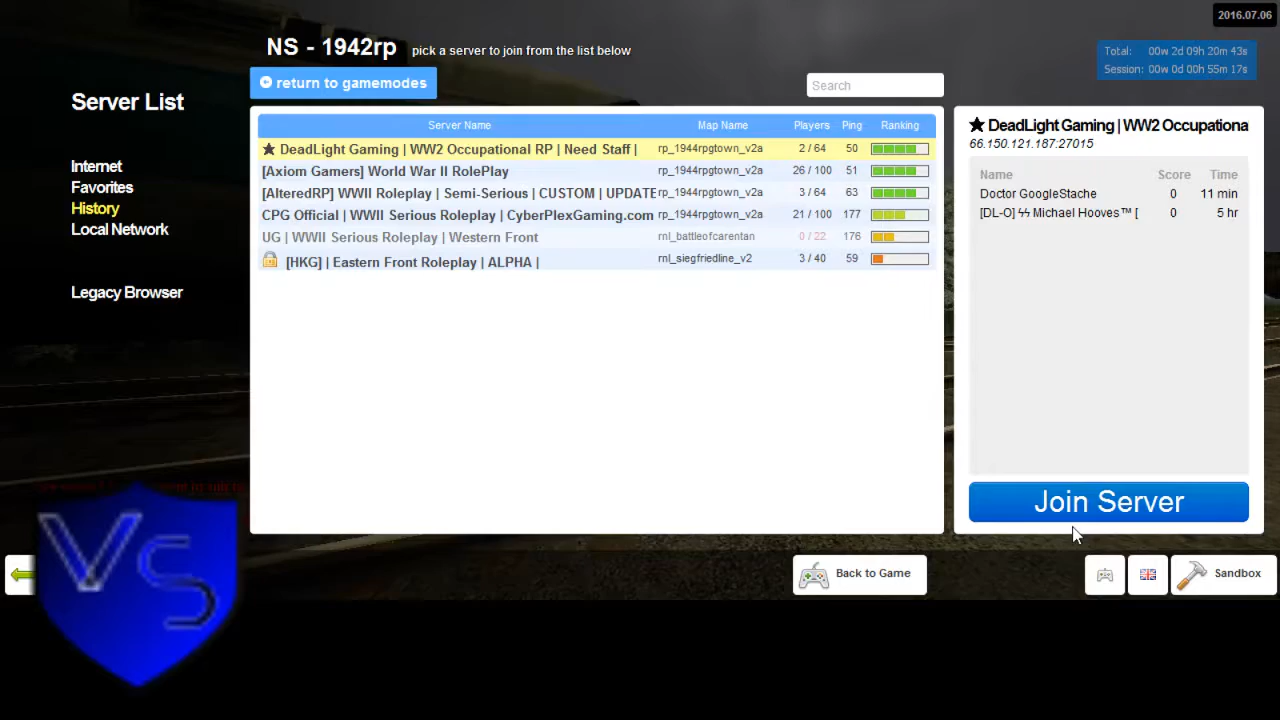 2016.07.06
NS - 1942rp pick a server to join from the list below
Total: 00w 2d 09h 20m 43s
Session: 00w 0d 00h 55m 17s
return to gamemodes
Search
Server List
Internet
Favorites
History
Local Network
Legacy Browser
Server Name Map Name Players Ping Ranking
DeadLight Gaming | WW2 Occupational RP | Need Staff | rp_1944rpgtown_v2a 2 / 64 50
[Axiom Gamers] World War II RolePlay rp_1944rpgtown_v2a 26 / 100 51
[AlteredRP] WWII Roleplay | Semi-Serious | CUSTOM | UPDATE rp_1944rpgtown_v2a 3 / 64 63
CPG Official | WWII Serious Roleplay | CyberPlexGaming.com rp_1944rpgtown_v2a 21 / 100 177
UG | WWII Serious Roleplay | Western Front rnl_battleofcarentan 0 / 22 176
[HKG] | Eastern Front Roleplay | ALPHA | rnl_siegfriedline_v2 3 / 40 59
DeadLight Gaming | WW2 Occupationa
66.150.121.187:27015
Name Score Time
Doctor GoogleStache 0 11 min
[DL-O] ϟϟ Michael Hooves™ [ 0 5 hr
Join Server
VS
Back to Game
Sandbox